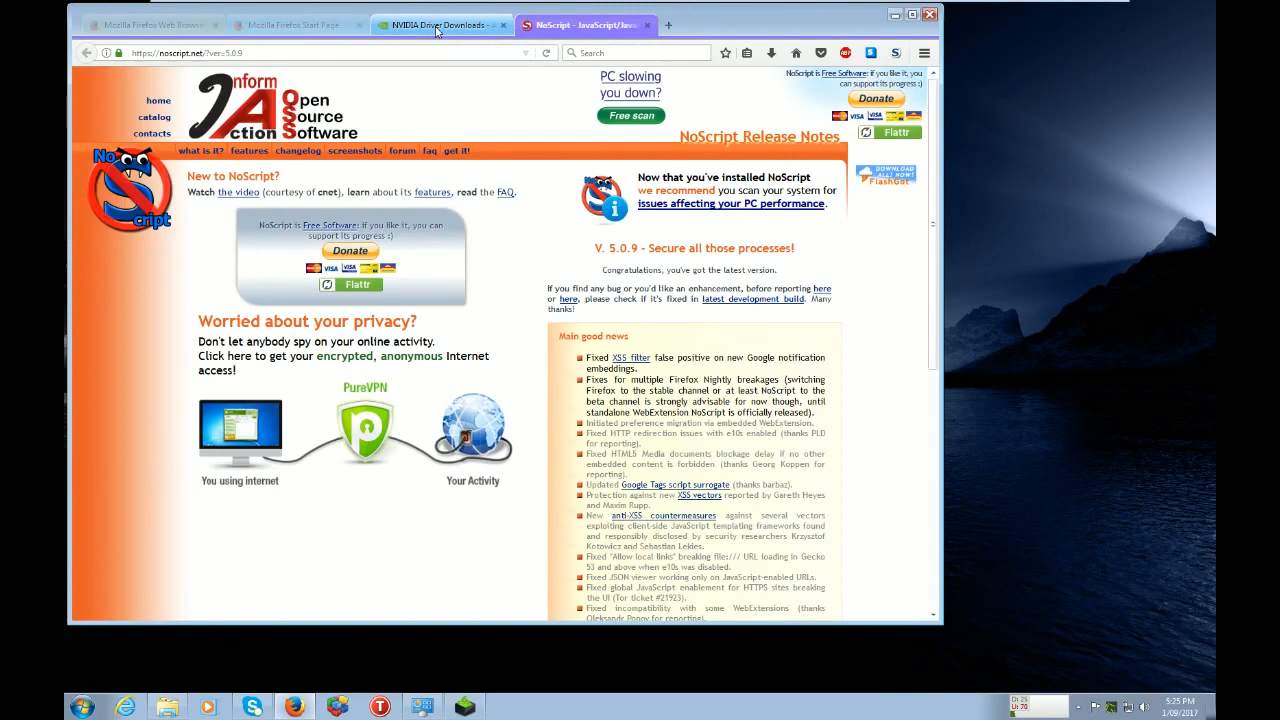 Mozilla Firefox Web Browser
Mozilla Firefox Start Page
NVIDIA Driver Downloads - A
NoScript - JavaScript/Java/
https://noscript.net/?ver=5.0.9
Search
home
catalog
contacts
Inform
Action
Open
Source
Software
PC slowing
you down?
Free scan
NoScript is Free Software: if you like it, you
can support its progress :)
Donate
VISA
Flattr
NoScript Release Notes
what is it? features changelog screenshots forum faq get it!
DOWNLOAD
ALL! NOW!
FlashGot
No
Script
New to NoScript?
Watch the video (courtesy of cnet), learn about its features, read the FAQ.
NoScript is Free Software: if you like it, you can
support its progress :)
Donate
VISA
Flattr
Worried about your privacy?
Don't let anybody spy on your online activity.
Click here to get your encrypted, anonymous Internet
access!
PureVPN
You using internet
Your Activity
Now that you've installed NoScript
we recommend you scan your system for
issues affecting your PC performance.
V. 5.0.9 - Secure all those processes!
Congratulations, you've got the latest version.
If you find any bug or you'd like an enhancement, before reporting here
or here, please check if it's fixed in latest development build. Many
thanks!
Main good news
Fixed XSS filter false positive on new Google notification
embeddings.
Fixes for multiple Firefox Nightly breakages (switching
Firefox to the stable channel or at least NoScript to the
beta channel is strongly advisable for now though, until
standalone WebExtension NoScript is officially released).
Initiated preference migration via embedded WebExtension.
Fixed HTTP redirection issues with e10s enabled (thanks PLD
for reporting).
Fixed HTML5 Media documents blockage delay if no other
embedded content is forbidden (thanks Georg Koppen for
reporting).
Updated Google Tags script surrogate (thanks barbaz).
Protection against new XSS vectors reported by Gareth Heyes
and Maxim Rupp.
New anti-XSS countermeasures against several vectors
exploiting client-side JavaScript templating frameworks found
and responsibly disclosed by security researchers Krzysztof
Kotowicz and Sebastian Lekies.
Fixed "Allow local links" breaking file:/// URL loading in Gecko
53 and above when e10s was disabled.
Fixed JSON viewer working only on JavaScript-enabled URLs.
Fixed global JavaScript enablement for HTTPS sites breaking
the UI (Tor ticket #21923).
Fixed incompatibility with some WebExtensions (thanks
Oleksandr Popov for reporting).
5:25 PM
1/09/2017